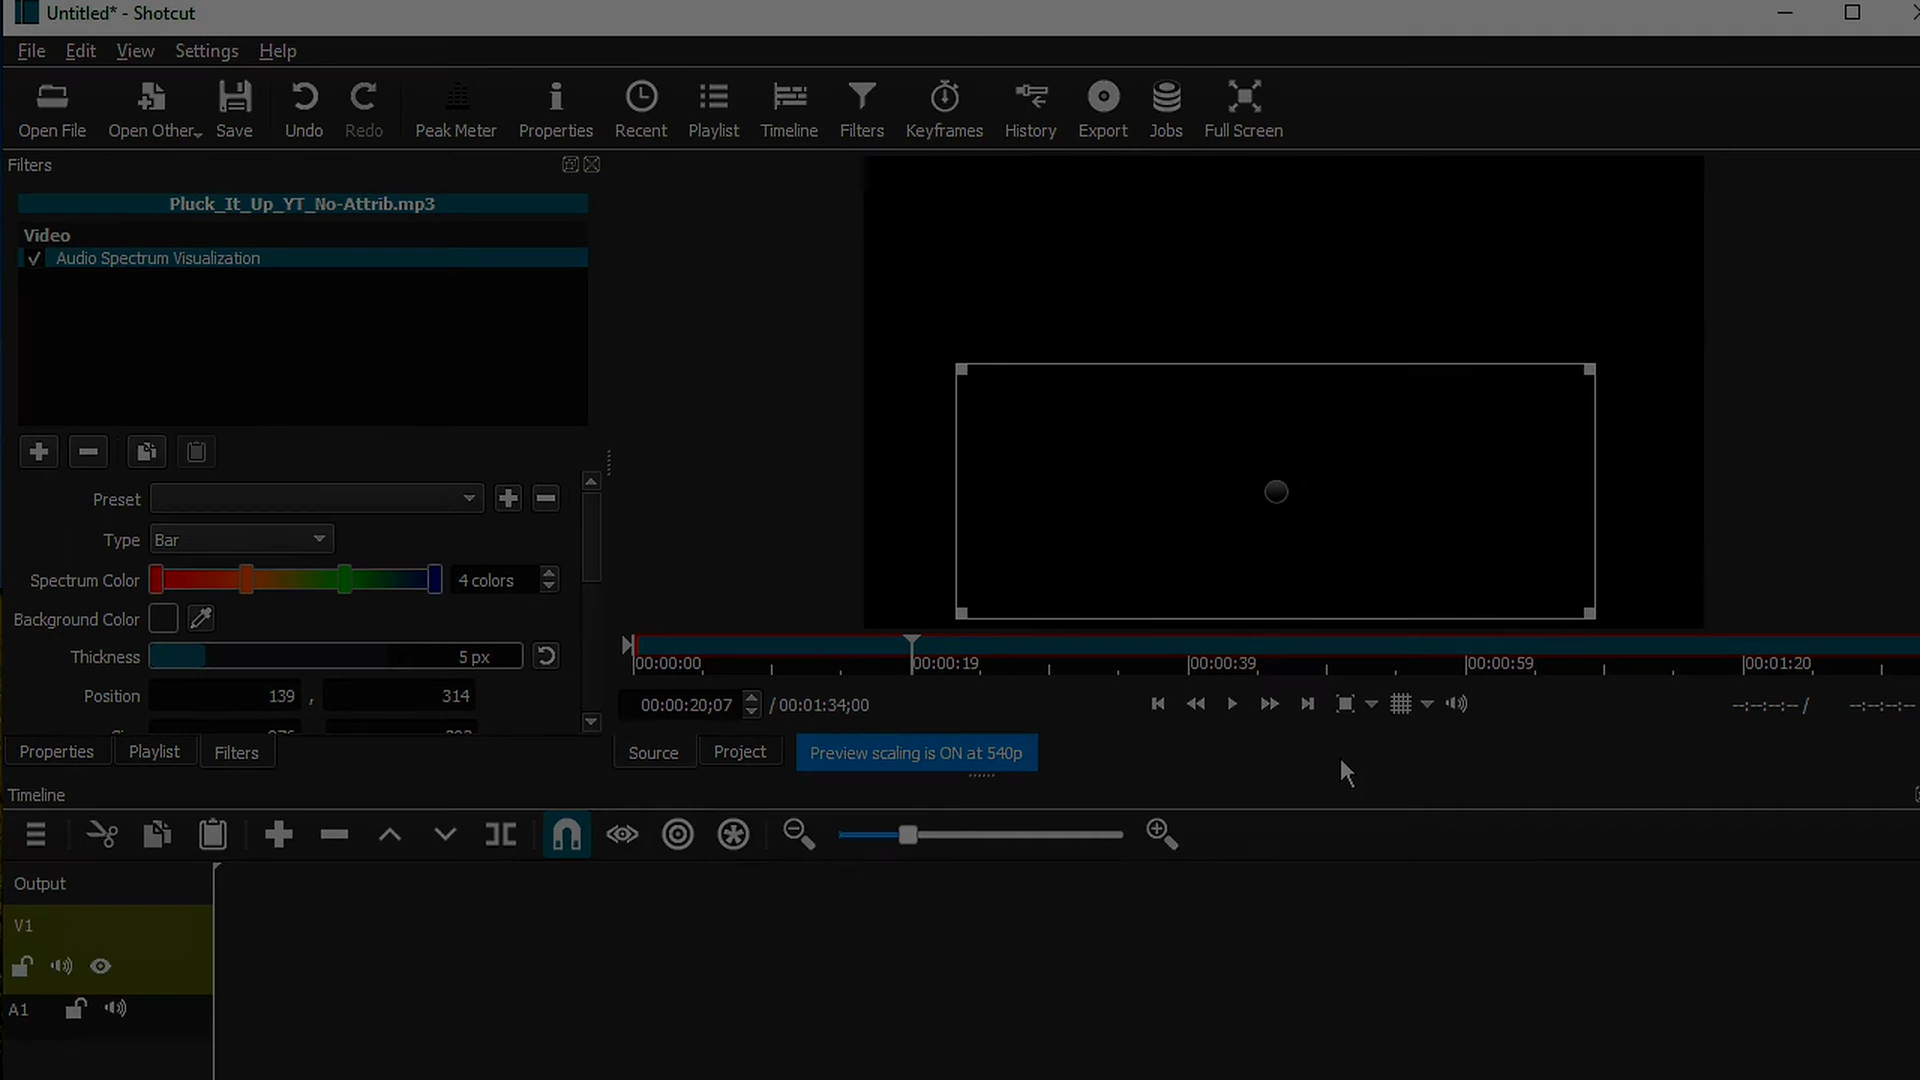 Untitled* - Shotcut
File Edit View Settings Help
Open File Open Other Save Undo Redo Peak Meter Properties Recent Playlist Timeline Filters Keyframes History Export Jobs Full Screen
Filters
Pluck_It_Up_YT_No-Attrib.mp3
Video
Audio Spectrum Visualization
Preset
Type Bar
Spectrum Color 4 colors
Background Color
Thickness 5 px
Position 139 , 314
00:00:00 00:00:19 00:00:39 00:00:59 00:01:20
00:00:20;07 / 00:01:34;00 --:--:--:-- / --:--:--:--
Properties Playlist Filters
Source Project Preview scaling is ON at 540p
Timeline
Output
V1
A1